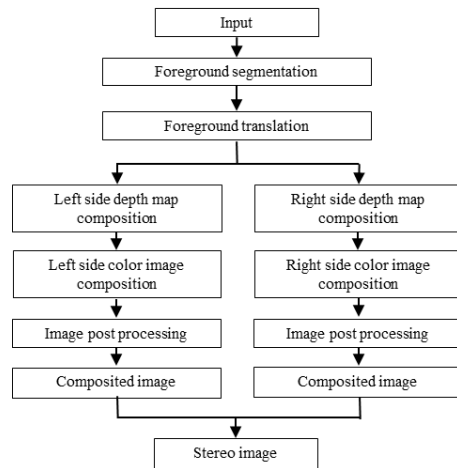 Input
Foreground segmentation
Foreground translation
Left side depth map
composition
Right side depth map
composition
Left side color image
composition
Right side color image
composition
Image post processing
Image post processing
Composited image
Composited image
Stereo image